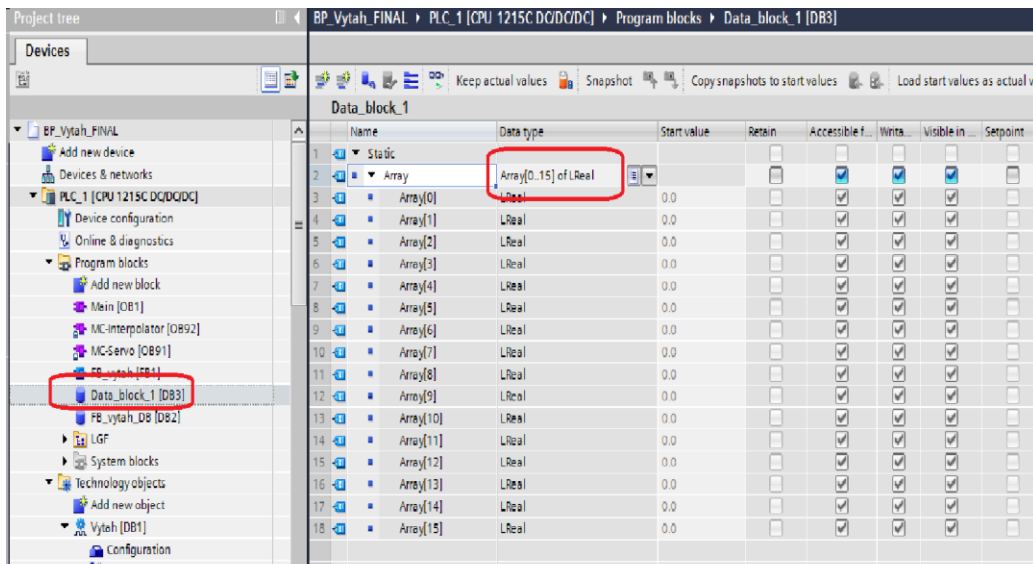 Project tree
BP_Vytah_FINAL ▸ PLC_1 [CPU 1215C DC/DC/DC] ▸ Program blocks ▸ Data_block_1 [DB3]
Devices
Keep actual values Snapshot Copy snapshots to start values Load start values as actual v
Data_block_1
Name Data type Start value Retain Accessible f... Writa... Visible in ... Setpoint
BP_Vytah_FINAL
Add new device
Devices & networks
PLC_1 [CPU 1215C DC/DC/DC]
Device configuration
Online & diagnostics
Program blocks
Add new block
Main [OB1]
MC-Interpolator [OB92]
MC-Servo [OB91]
FB_vytah [FB1]
Data_block_1 [DB3]
FB_vytah_DB [DB2]
LGF
System blocks
Technology objects
Add new object
Vytah [DB1]
Configuration
1 Static
2 Array Array[0..15] of LReal
3 Array[0] LReal 0.0
4 Array[1] LReal 0.0
5 Array[2] LReal 0.0
6 Array[3] LReal 0.0
7 Array[4] LReal 0.0
8 Array[5] LReal 0.0
9 Array[6] LReal 0.0
10 Array[7] LReal 0.0
11 Array[8] LReal 0.0
12 Array[9] LReal 0.0
13 Array[10] LReal 0.0
14 Array[11] LReal 0.0
15 Array[12] LReal 0.0
16 Array[13] LReal 0.0
17 Array[14] LReal 0.0
18 Array[15] LReal 0.0